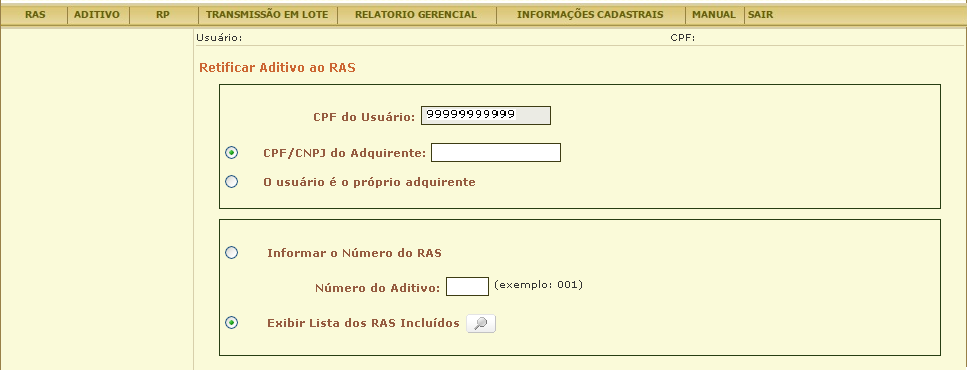 RAS ADITIVO RP TRANSMISSÃO EM LOTE RELATORIO GERENCIAL INFORMAÇÕES CADASTRAIS MANUAL SAIR
Usuário: CPF:
Retificar Aditivo ao RAS
CPF do Usuário: 99999999999
CPF/CNPJ do Adquirente:
O usuário é o próprio adquirente
Informar o Número do RAS
Número do Aditivo: (exemplo: 001)
Exibir Lista dos RAS Incluídos